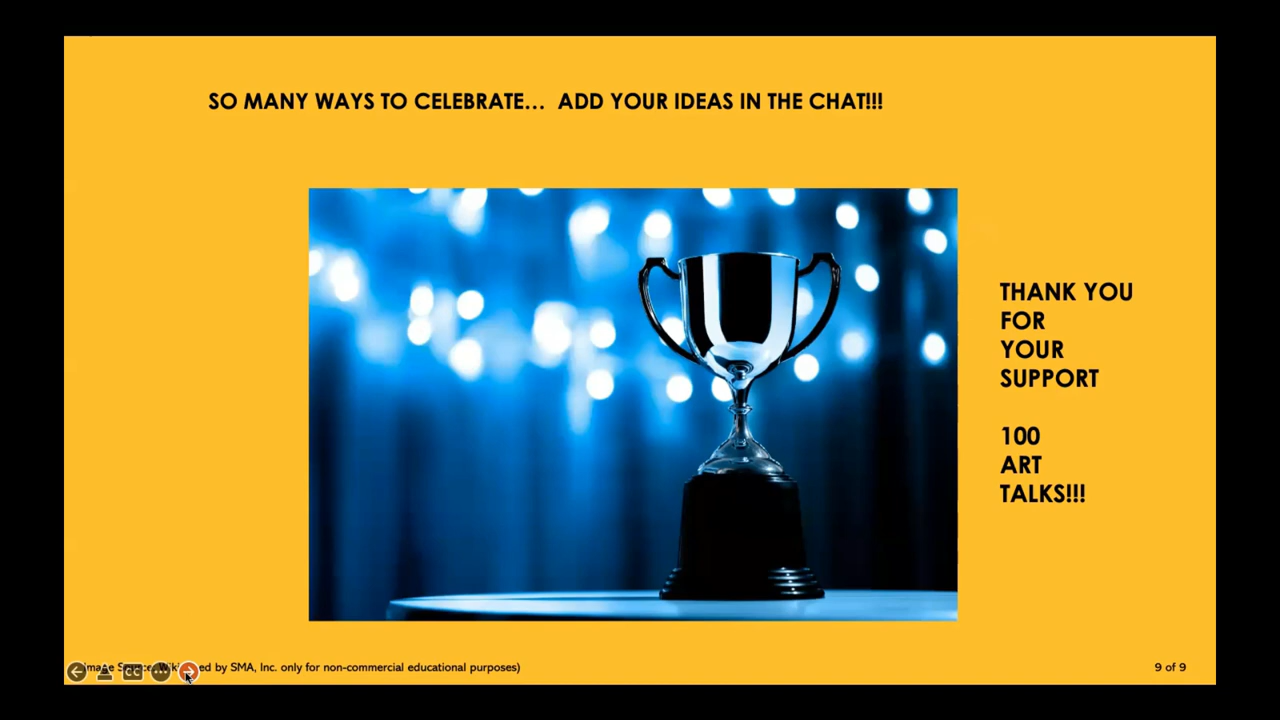 SO MANY WAYS TO CELEBRATE... ADD YOUR IDEAS IN THE CHAT!!!
THANK YOU
FOR
YOUR
SUPPORT
100
ART
TALKS!!!
by SMA, Inc. only for non-commercial educational purposes)
9 of 9
CC